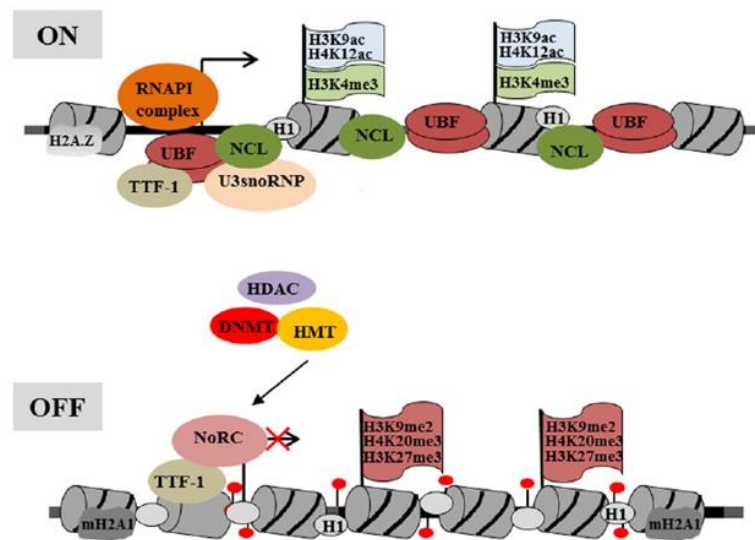 ON
RNAPI
complex
H3K9ac
H4K12ac
H3K4me3
H3K9ac
H4K12ac
H3K4me3
H2A.Z
UBF
NCL
H1
NCL
UBF
H1
NCL
UBF
TTF-1
U3snoRNP
HDAC
DNMT
HMT
OFF
NoRC
H3K9me2
H4K20me3
H3K27me3
H3K9me2
H4K20me3
H3K27me3
TTF-1
mH2A1
H1
H1
mH2A1